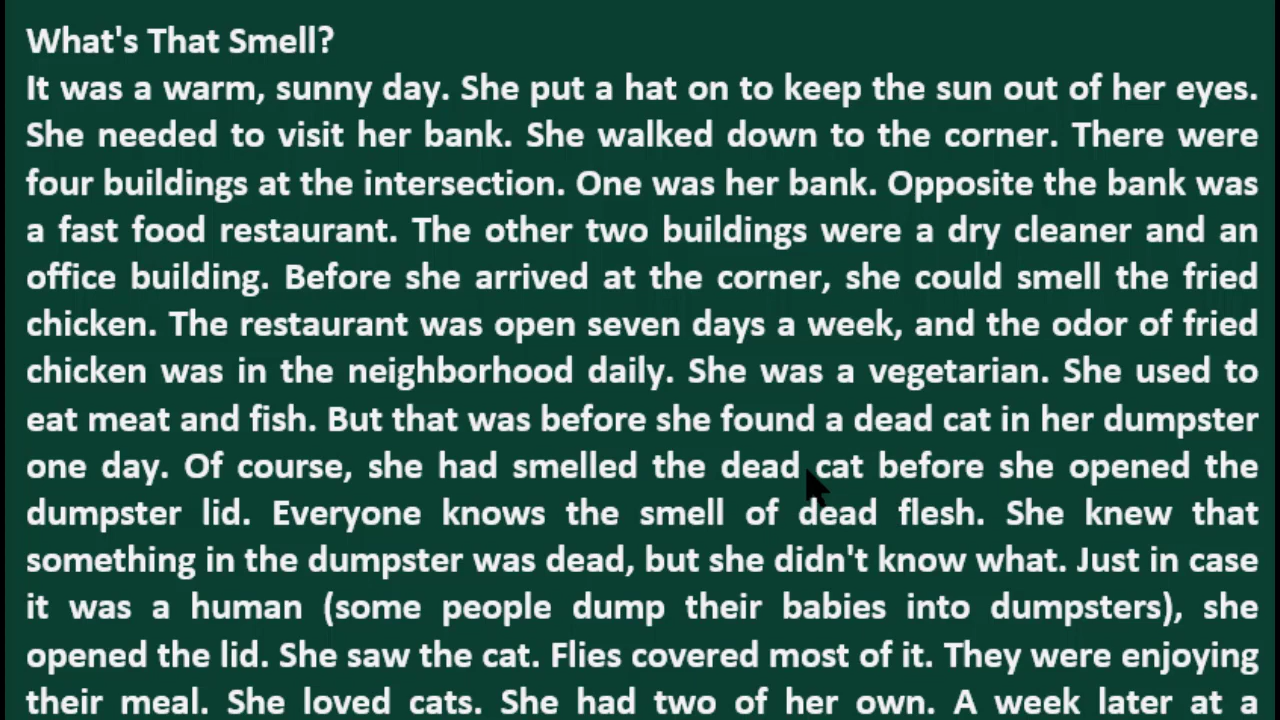 What's That Smell?
It was a warm, sunny day. She put a hat on to keep the sun out of her eyes.
She needed to visit her bank. She walked down to the corner. There were
four buildings at the intersection. One was her bank. Opposite the bank was
a fast food restaurant. The other two buildings were a dry cleaner and an
office building. Before she arrived at the corner, she could smell the fried
chicken. The restaurant was open seven days a week, and the odor of fried
chicken was in the neighborhood daily. She was a vegetarian. She used to
eat meat and fish. But that was before she found a dead cat in her dumpster
one day. Of course, she had smelled the dead cat before she opened the
dumpster lid. Everyone knows the smell of dead flesh. She knew that
something in the dumpster was dead, but she didn't know what. Just in case
it was a human (some people dump their babies into dumpsters), she
opened the lid. She saw the cat. Flies covered most of it. They were enjoying
their meal. She loved cats. She had two of her own. A week later at a